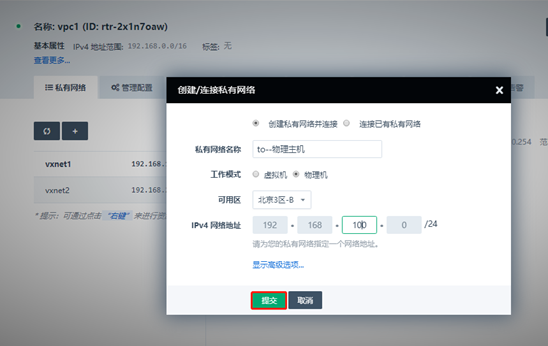 名称: vpc1 (ID: rtr-2x1n7oaw)
基本属性 IPv4 地址范围: 192.168.0.0/16 标签: 无
查看更多...
私有网络 管理配置
创建/连接私有网络
创建私有网络并连接 连接已有私有网络
私有网络名称 to--物理主机
工作模式 虚拟机 物理机
可用区 北京3区-B
IPv4 网络地址 192 . 168 . 100 . 0 /24
请为您的私有网络指定一个网络地址。
显示高级选项...
提交 取消
vxnet1 192.168.
vxnet2 192.168.
* 提示：可通过点击 "右键" 来进行
0.254